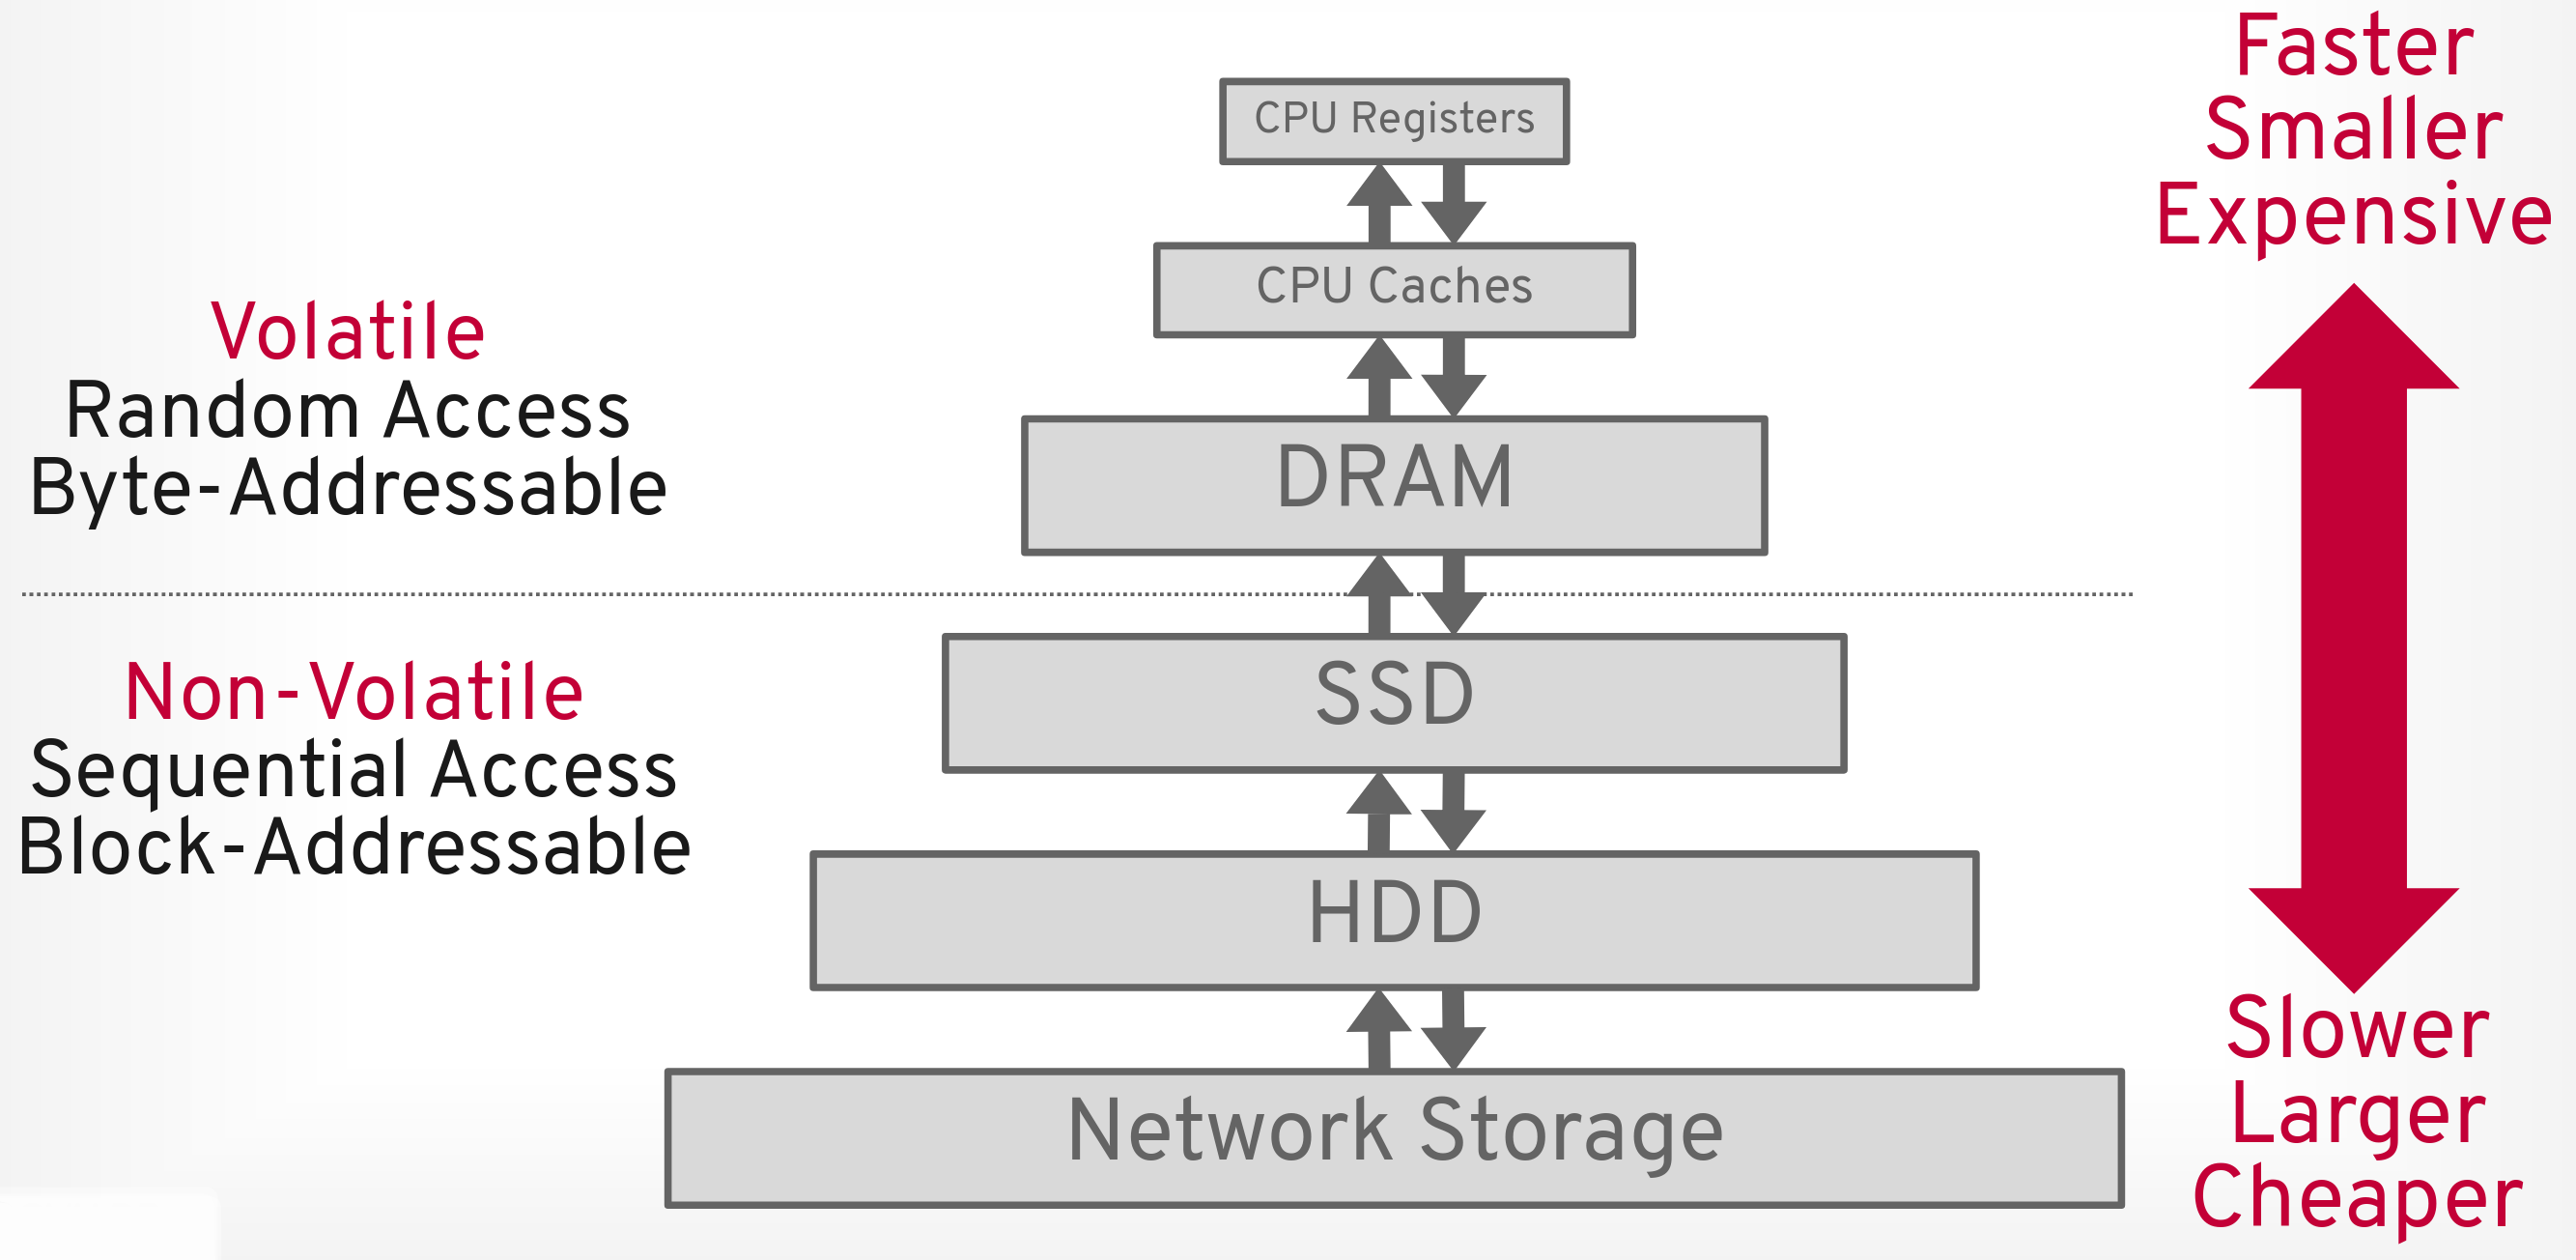 Faster
Smaller
Expensive
CPU Registers
CPU Caches
Volatile
Random Access
Byte-Addressable
DRAM
Non-Volatile
Sequential Access
Block-Addressable
SSD
HDD
Network Storage
Slower
Larger
Cheaper